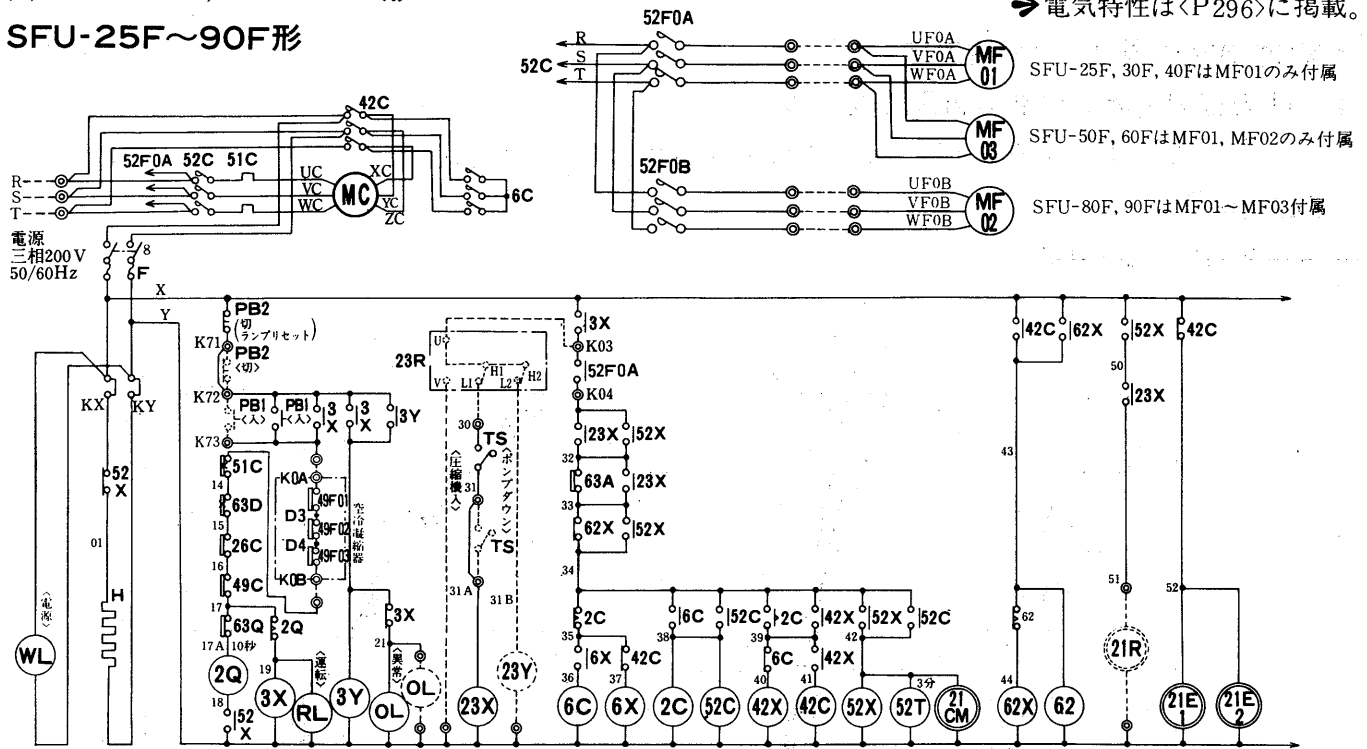 ➔電気特性は〈P296〉に掲載。
SFU-25F～90F形
52F0A
R
S
T
52C
UF0A
VF0A
WF0A
MF 01
SFU-25F, 30F, 40FはMF01のみ付属
MF 03
SFU-50F, 60FはMF01, MF02のみ付属
52F0B
UF0B
VF0B
WF0B
MF 02
SFU-80F, 90FはMF01～MF03付属
42C
52F0A 52C 51C
R
S
T
UC
VC
WC
MC
XC
YC
ZC
6C
電源
三相200V
50/60Hz
8
F
X
Y
PB2
(切 ランプリセット)
K71
PB2
〈切〉
K72
PB1
〈入〉
PB1
〈入〉
3X
3X
3Y
K73
KX
KY
52X
01
H
〈電源〉
WL
51C
14
63D
15
26C
16
49C
17
63Q
17A
10秒
2Q
18
52X
2Q
19
3X
〈運転〉
RL
K0A
49F01
D3
49F02
D4
49F03
K0B
空冷凝縮器
3Y
3X
21
〈異常〉
OL
OL
23R
U
V
L1
H1
L2
H2
30
TS
〈圧縮機入〉
〈ポンプダウン〉
31
TS
31A
31B
23X
23Y
3X
K03
52F0A
K04
23X
52X
32
63A
23X
33
62X
52X
34
2C
35
6X
36
6C
42C
37
6X
6C
38
52C
2C
52C
2C
39
6C
40
42X
42X
42X
41
42C
52X
42
52C
52X
3分
52T
21CM
42C
62X
43
62
44
62X
62
52X
50
23X
51
21R
42C
52
21E1
21E2